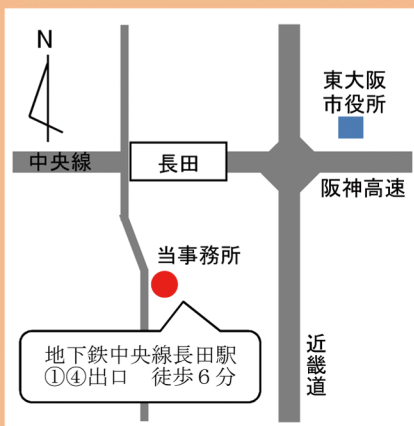 N
東大阪
市役所
中央線
長田
阪神高速
当事務所
地下鉄中央線長田駅
①④出口　徒歩６分
近畿道